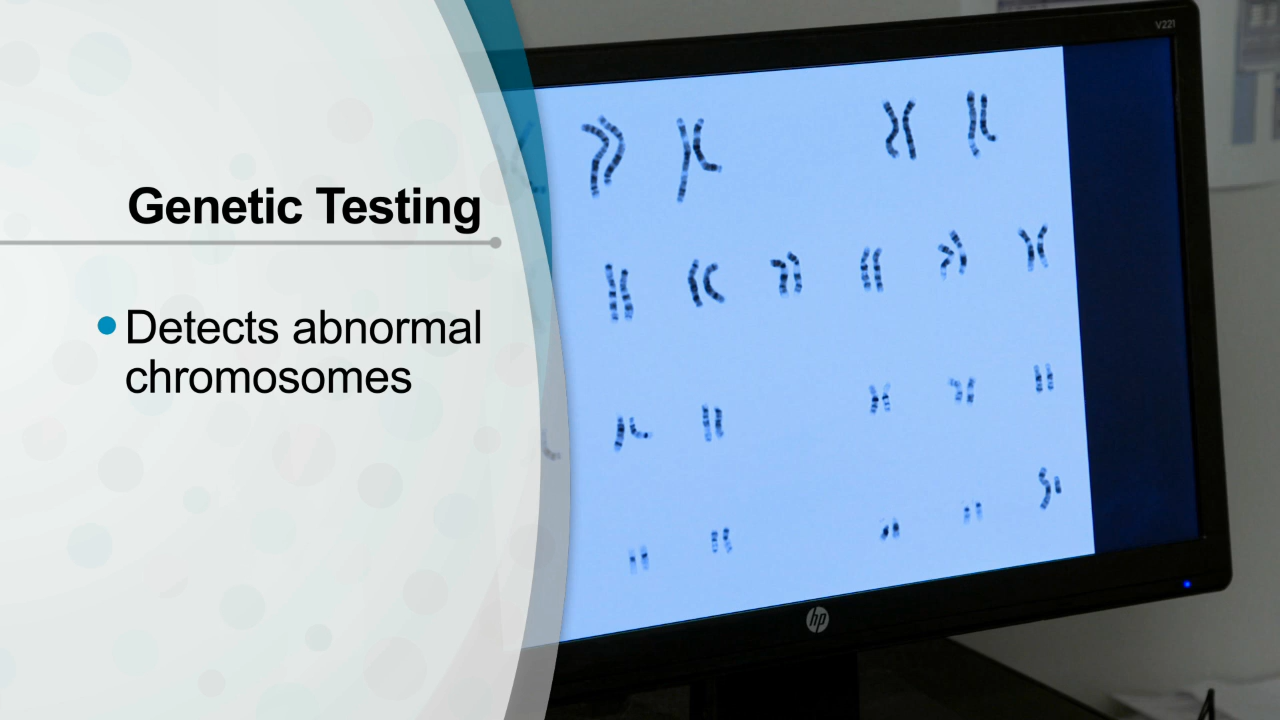 Genetic Testing
Detects abnormal
chromosomes
V221
hp